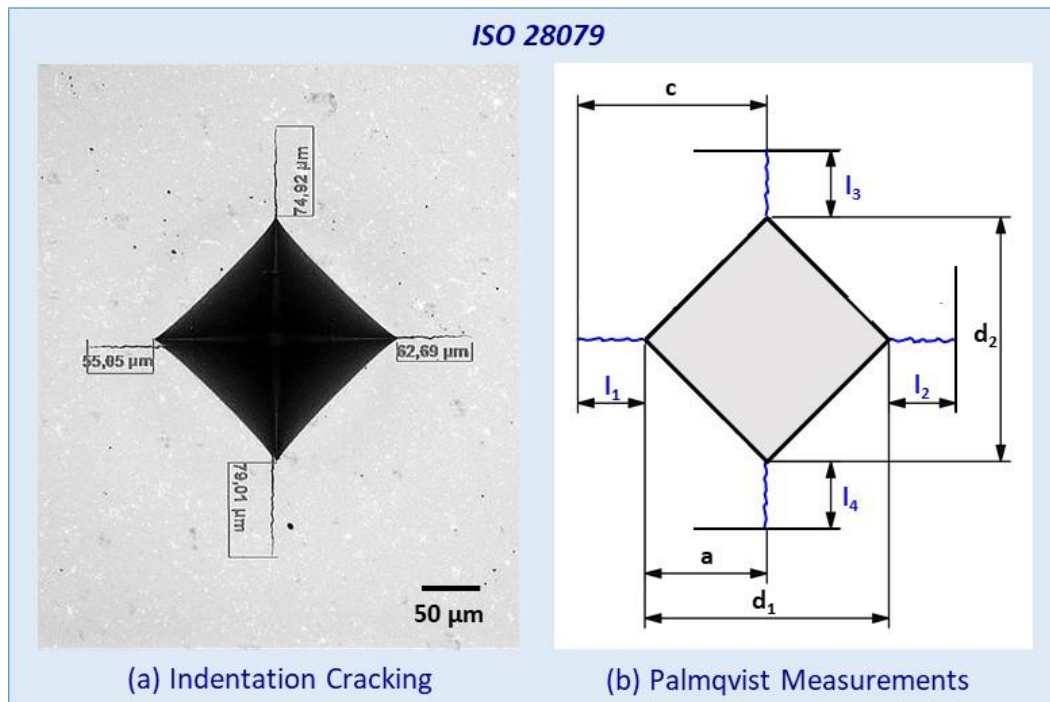 ISO 28079
74,92 µm
55,05 µm
62,69 µm
79,01 µm
50 µm
(a) Indentation Cracking
c
l3
d2
l1
l2
l4
a
d1
(b) Palmqvist Measurements